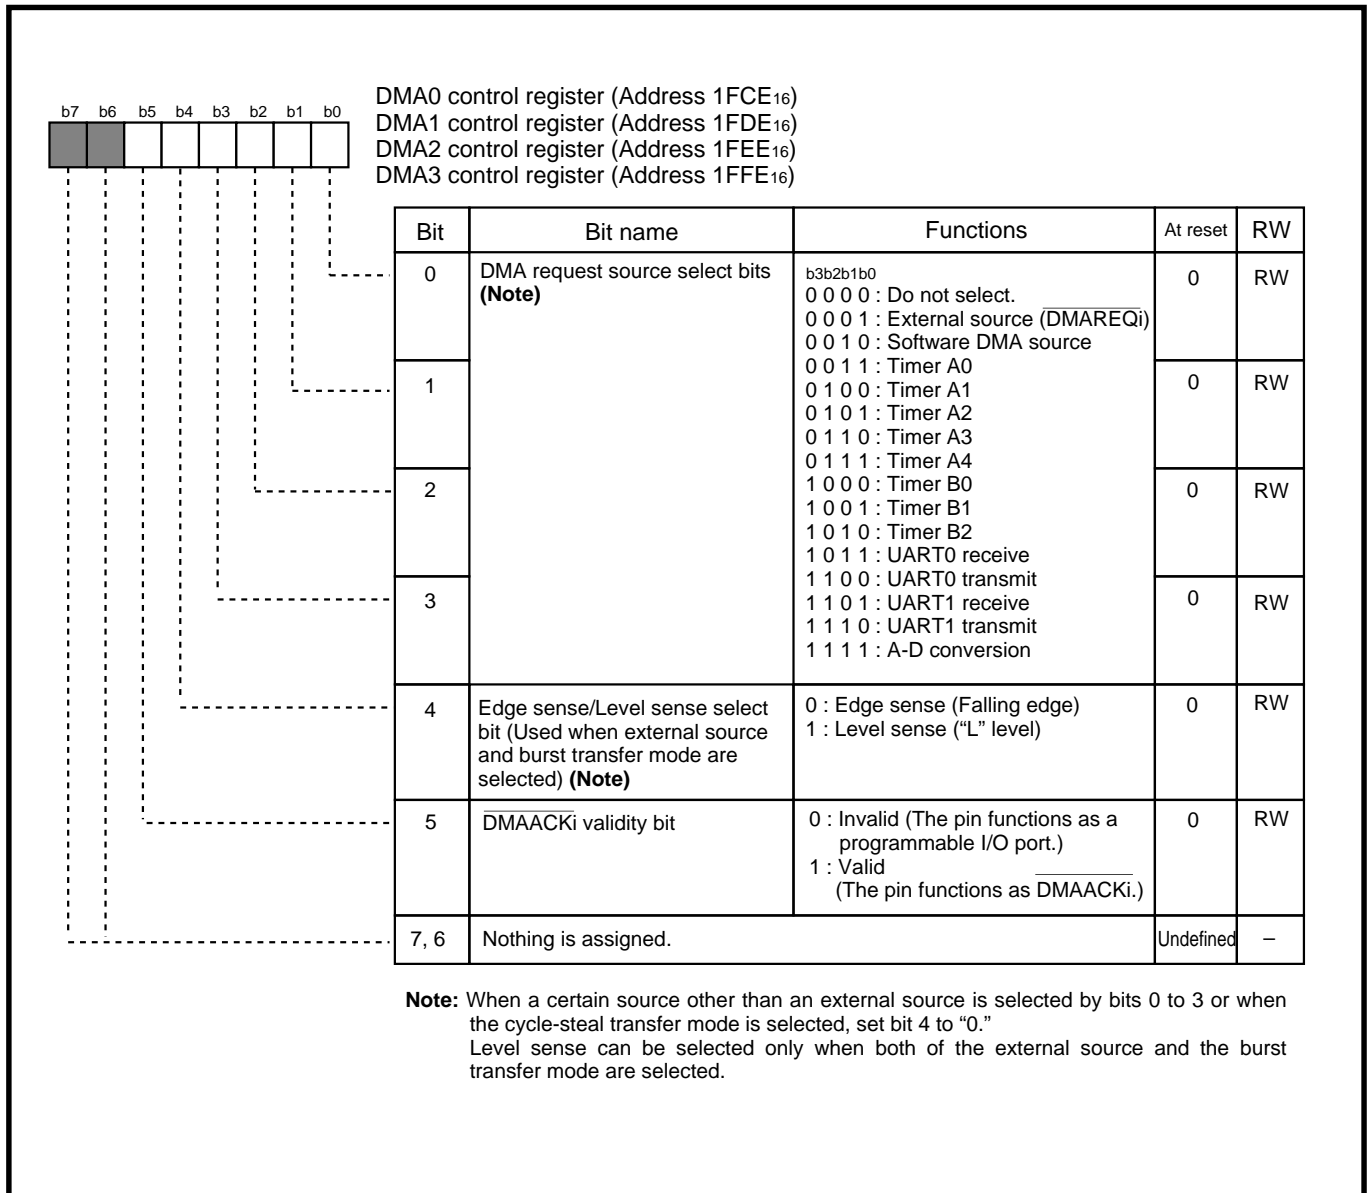 DMA0 control register (Address 1FCE16)
DMA1 control register (Address 1FDE16)
DMA2 control register (Address 1FEE16)
DMA3 control register (Address 1FFE16)
b7 b6 b5 b4 b3 b2 b1 b0
Bit Bit name Functions At reset RW
0 DMA request source select bits (Note)
b3b2b1b0
0 0 0 0 : Do not select.
0 0 0 1 : External source (DMAREQi)
0 0 1 0 : Software DMA source
0 0 1 1 : Timer A0
0 1 0 0 : Timer A1
0 1 0 1 : Timer A2
0 1 1 0 : Timer A3
0 1 1 1 : Timer A4
1 0 0 0 : Timer B0
1 0 0 1 : Timer B1
1 0 1 0 : Timer B2
1 0 1 1 : UART0 receive
1 1 0 0 : UART0 transmit
1 1 0 1 : UART1 receive
1 1 1 0 : UART1 transmit
1 1 1 1 : A-D conversion
0 RW
1 0 RW
2 0 RW
3 0 RW
4 Edge sense/Level sense select
bit (Used when external source
and burst transfer mode are
selected) (Note)
0 : Edge sense (Falling edge)
1 : Level sense (“L” level)
0 RW
5 DMAACKi validity bit
0 : Invalid (The pin functions as a
programmable I/O port.)
1 : Valid
(The pin functions as DMAACKi.)
0 RW
7, 6 Nothing is assigned. Undefined –
Note: When a certain source other than an external source is selected by bits 0 to 3 or when
the cycle-steal transfer mode is selected, set bit 4 to “0.”
Level sense can be selected only when both of the external source and the burst
transfer mode are selected.